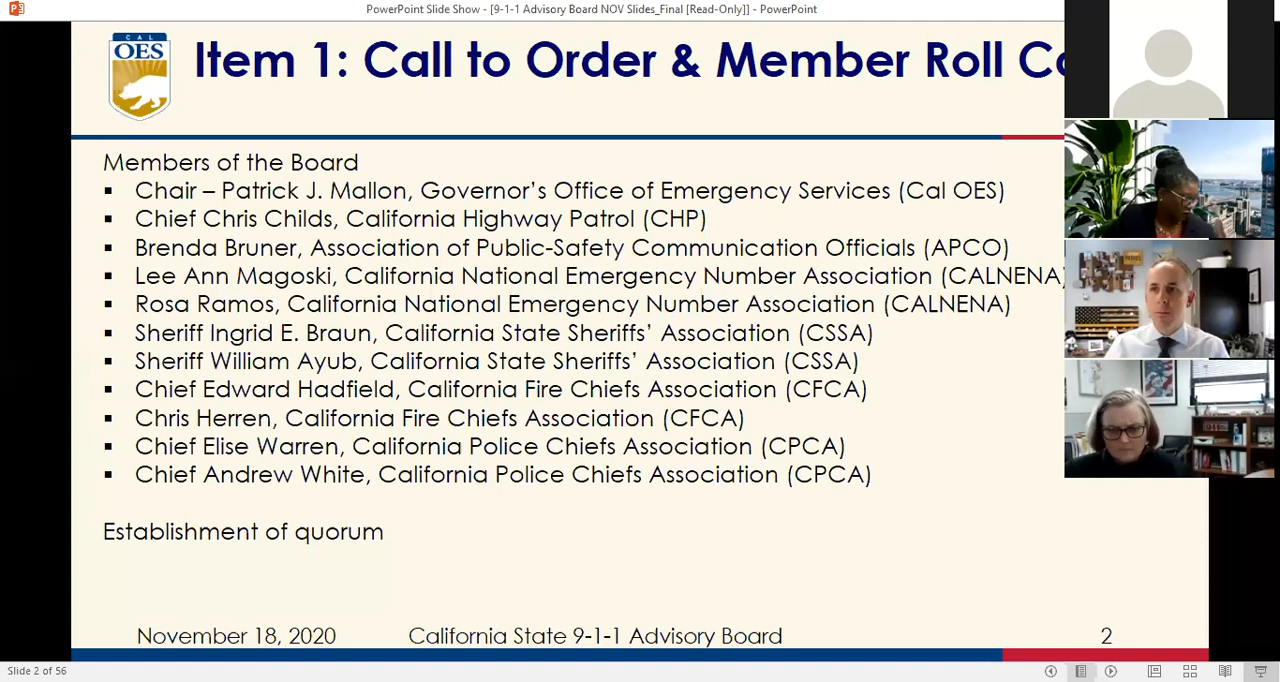 PowerPoint Slide Show - [9-1-1 Advisory Board NOV Slides_Final [Read-Only]] - PowerPoint
CAL
OES
Item 1: Call to Order & Member Roll
Members of the Board
▪ Chair – Patrick J. Mallon, Governor’s Office of Emergency Services (Cal OES)
▪ Chief Chris Childs, California Highway Patrol (CHP)
▪ Brenda Bruner, Association of Public-Safety Communication Officials (APCO)
▪ Lee Ann Magoski, California National Emergency Number Association (CALNENA)
▪ Rosa Ramos, California National Emergency Number Association (CALNENA)
▪ Sheriff Ingrid E. Braun, California State Sheriffs’ Association (CSSA)
▪ Sheriff William Ayub, California State Sheriffs’ Association (CSSA)
▪ Chief Edward Hadfield, California Fire Chiefs Association (CFCA)
▪ Chris Herren, California Fire Chiefs Association (CFCA)
▪ Chief Elise Warren, California Police Chiefs Association (CPCA)
▪ Chief Andrew White, California Police Chiefs Association (CPCA)
Establishment of quorum
November 18, 2020 California State 9-1-1 Advisory Board 2
Slide 2 of 56